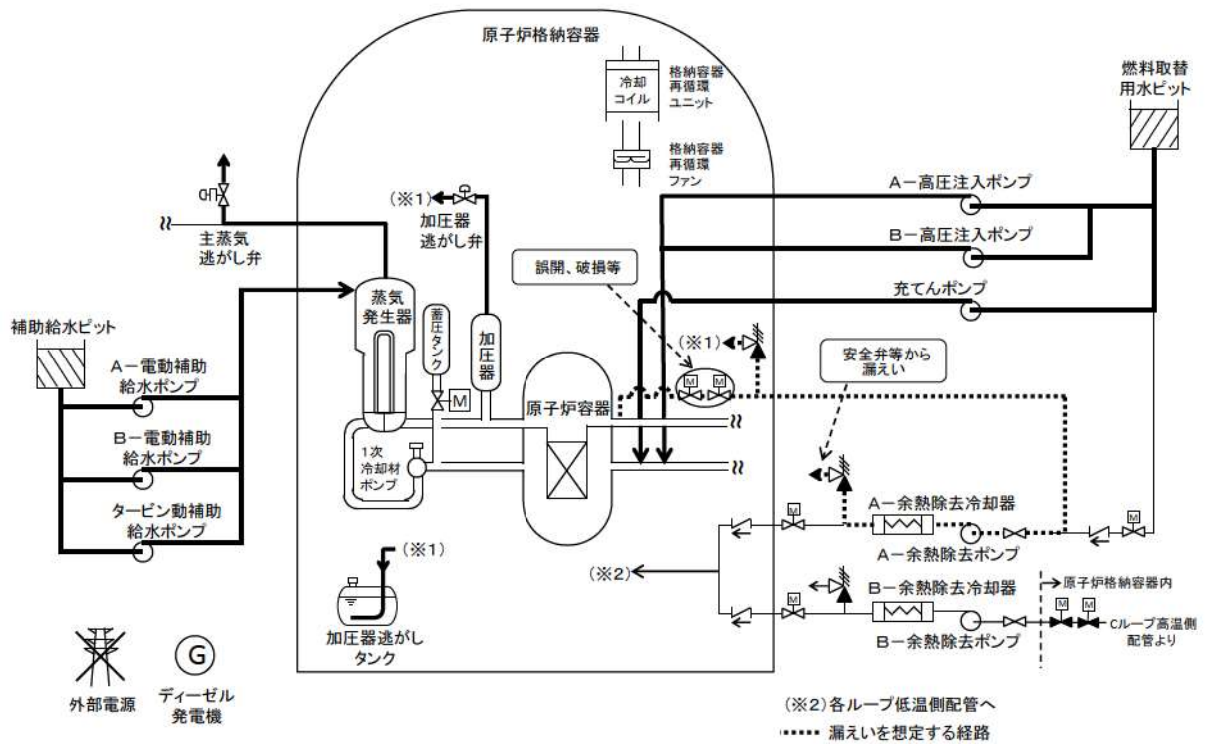 原子炉格納容器
冷却
コイル
格納容器
再循環
ユニット
格納容器
再循環
ファン
燃料取替
用水ピット
A－高圧注入ポンプ
B－高圧注入ポンプ
充てんポンプ
(※1)
加圧器
逃がし弁
主蒸気
逃がし弁
誤開、破損等
蒸気
発生器
蓄圧タンク
加圧器
(※1)
安全弁等から
漏えい
補助給水ピット
A－電動補助
給水ポンプ
B－電動補助
給水ポンプ
タービン動補助
給水ポンプ
M
M
M
原子炉容器
1次
冷却材
ポンプ
M
A－余熱除去冷却器
M
A－余熱除去ポンプ
(※2)
M
B－余熱除去冷却器
B－余熱除去ポンプ
原子炉格納容器内
M
M
Cループ高温側
配管より
(※1)
加圧器逃がし
タンク
外部電源
G
ディーゼル
発電機
(※2)各ループ低温側配管へ
漏えいを想定する経路